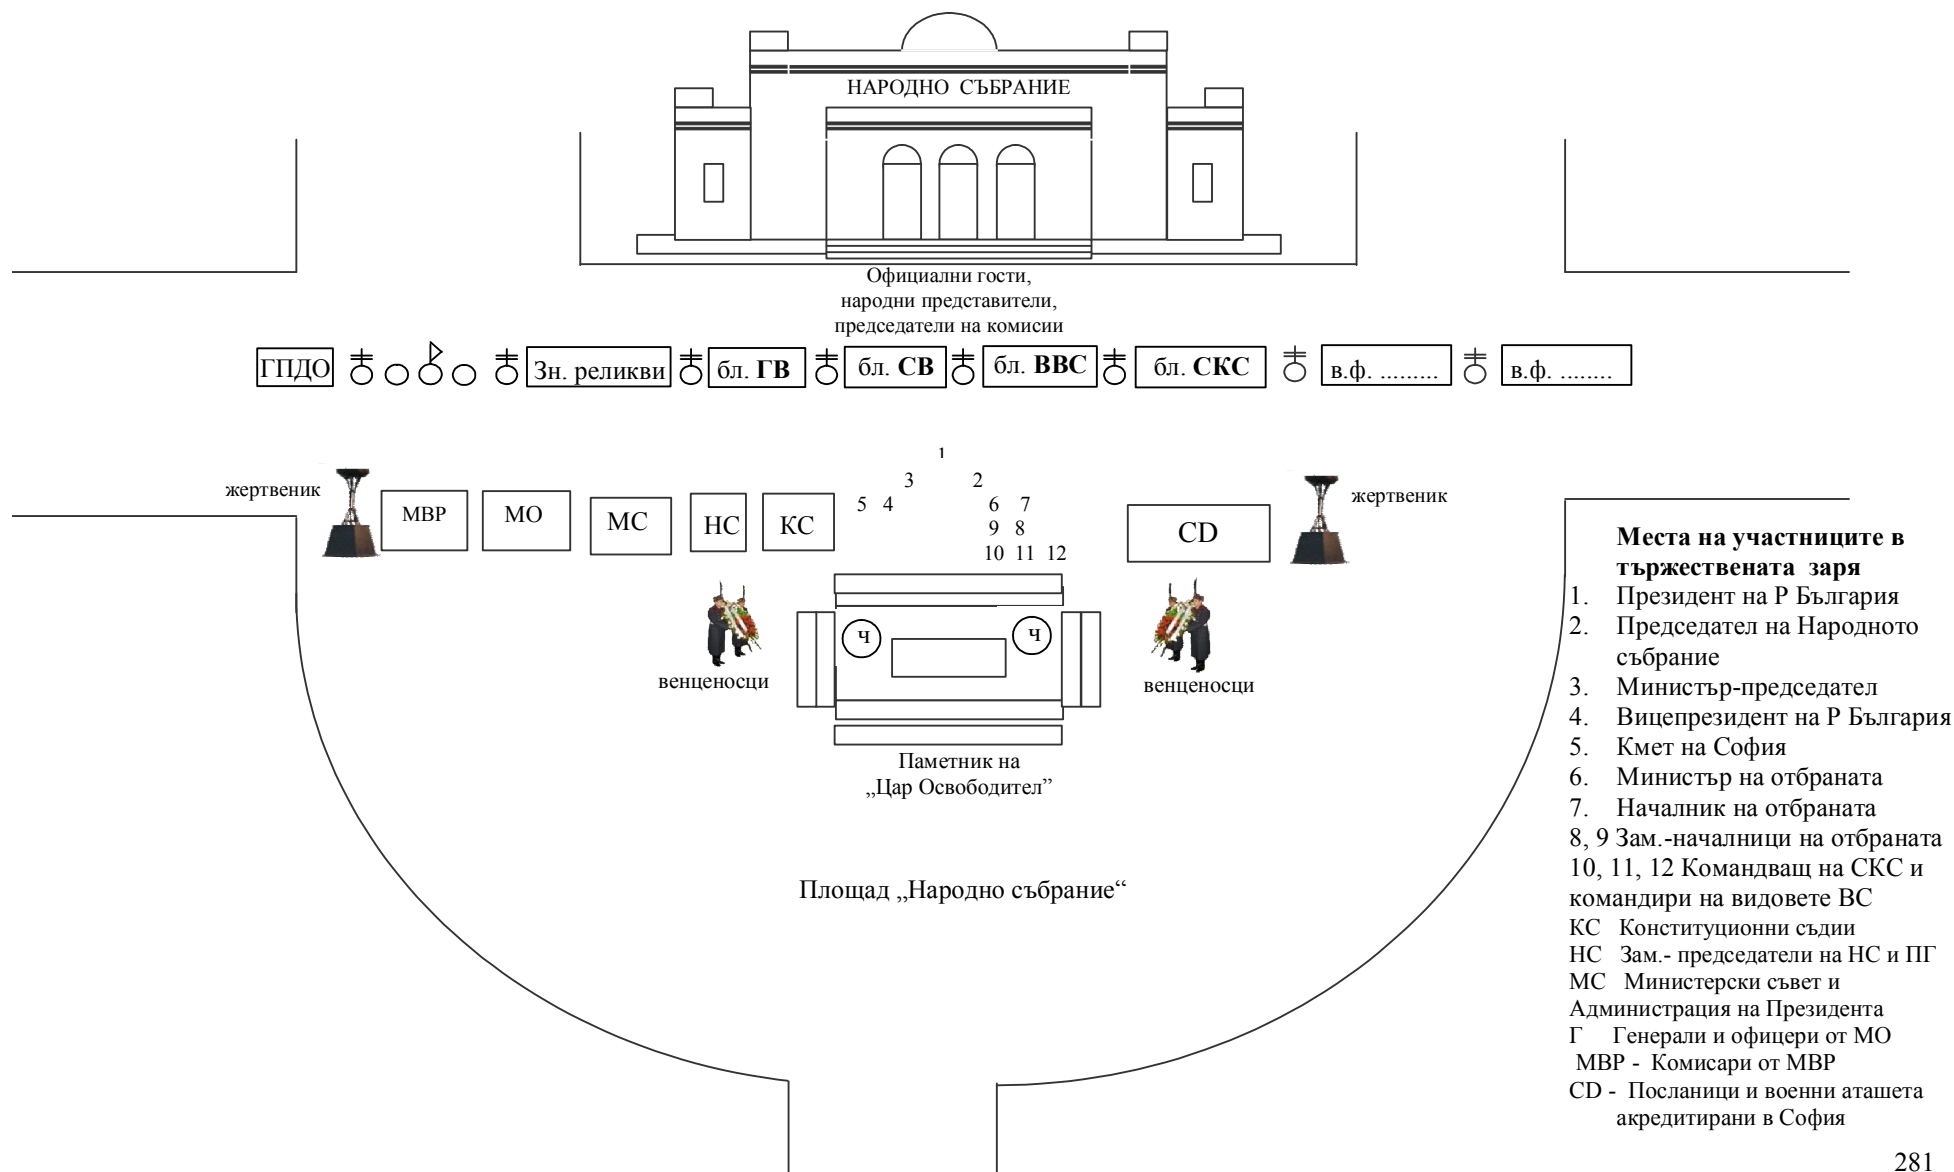 НАРОДНО СЪБРАНИЕ
Официални гости,
народни представители,
председатели на комисии
ГПДО
Зн. реликви
бл. ГВ
бл. СВ
бл. ВВС
бл. СКС
в.ф. .........
в.ф. ........
1
3 2
5 4 6 7
9 8
10 11 12
жертвеник
МВР
МО
МС
НС
КС
CD
жертвеник
Ч
Ч
венценосци
венценосци
Паметник на
„Цар Освободител”
Площад „Народно събрание“
Места на участниците в
тържествената заря
1. Президент на Р България
2. Председател на Народното
събрание
3. Министър-председател
4. Вицепрезидент на Р България
5. Кмет на София
6. Министър на отбраната
7. Началник на отбраната
8, 9 Зам.-началници на отбраната
10, 11, 12 Командващ на СКС и
командири на видовете ВС
КС Конституционни съдии
НС Зам.- председатели на НС и ПГ
МС Министерски съвет и
Администрация на Президента
Г Генерали и офицери от МО
МВР - Комисари от МВР
CD - Посланици и военни аташета
акредитирани в София
281